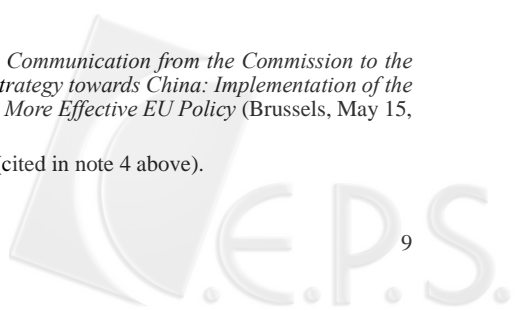 Communication from the Commission to the
trategy towards China: Implementation of the
More Effective EU Policy (Brussels, May 15,
cited in note 4 above).
9
C.E.P.S.